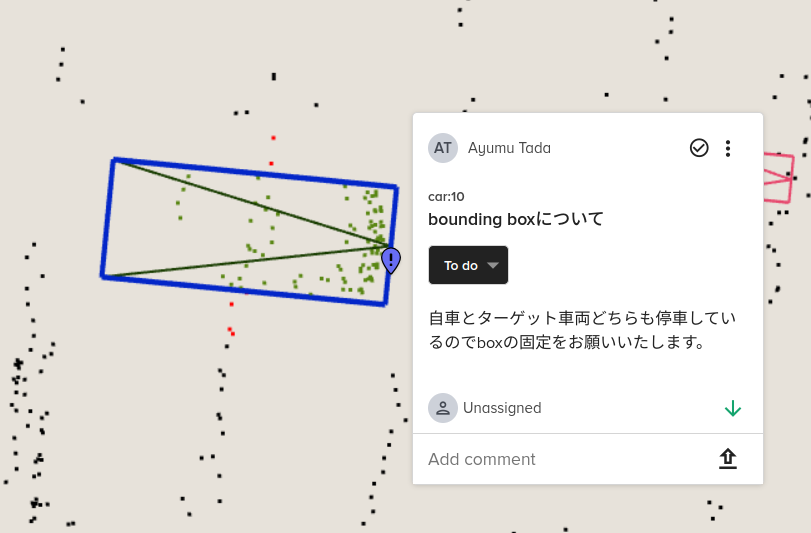 AT
Ayumu Tada
car:10
bounding boxについて
To do
自車とターゲット車両どちらも停車してい
るのでboxの固定をお願いいたします。
Unassigned
Add comment